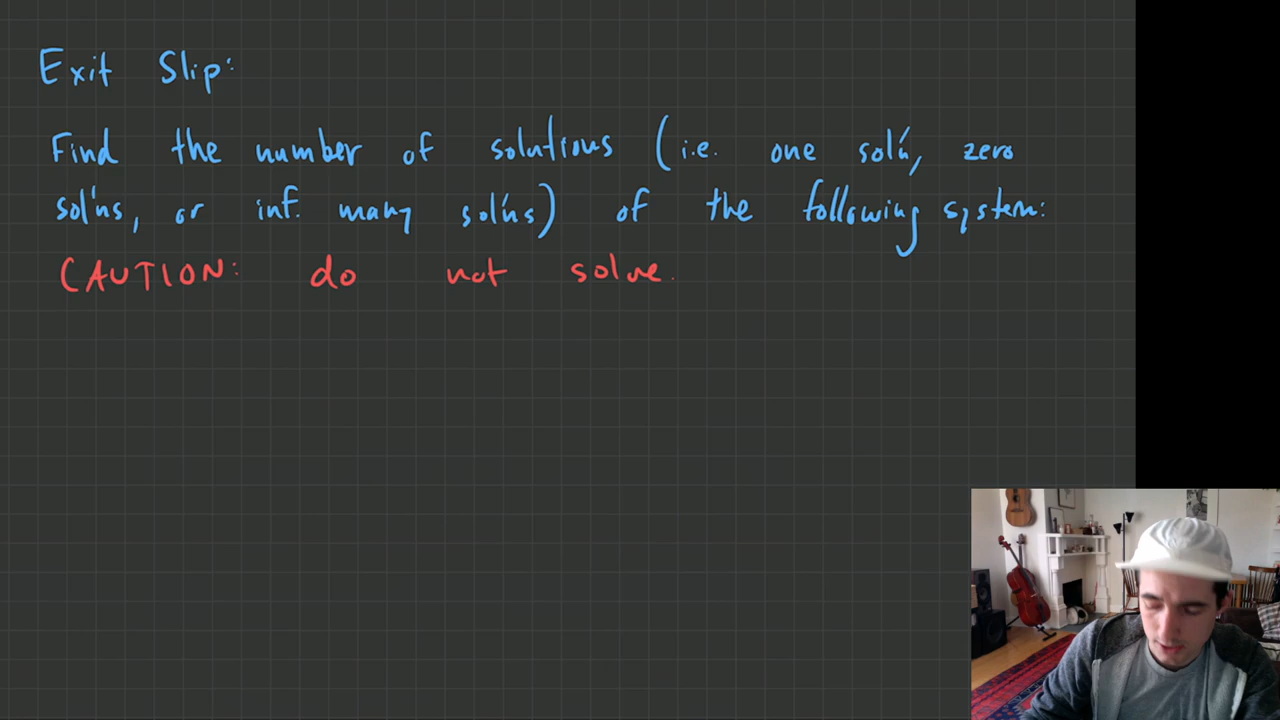 Exit Slip:
Find the number of solutions (i.e. one sol'n, zero
sol'ns, or inf. many sol'ns) of the following system:
CAUTION: do not solve.